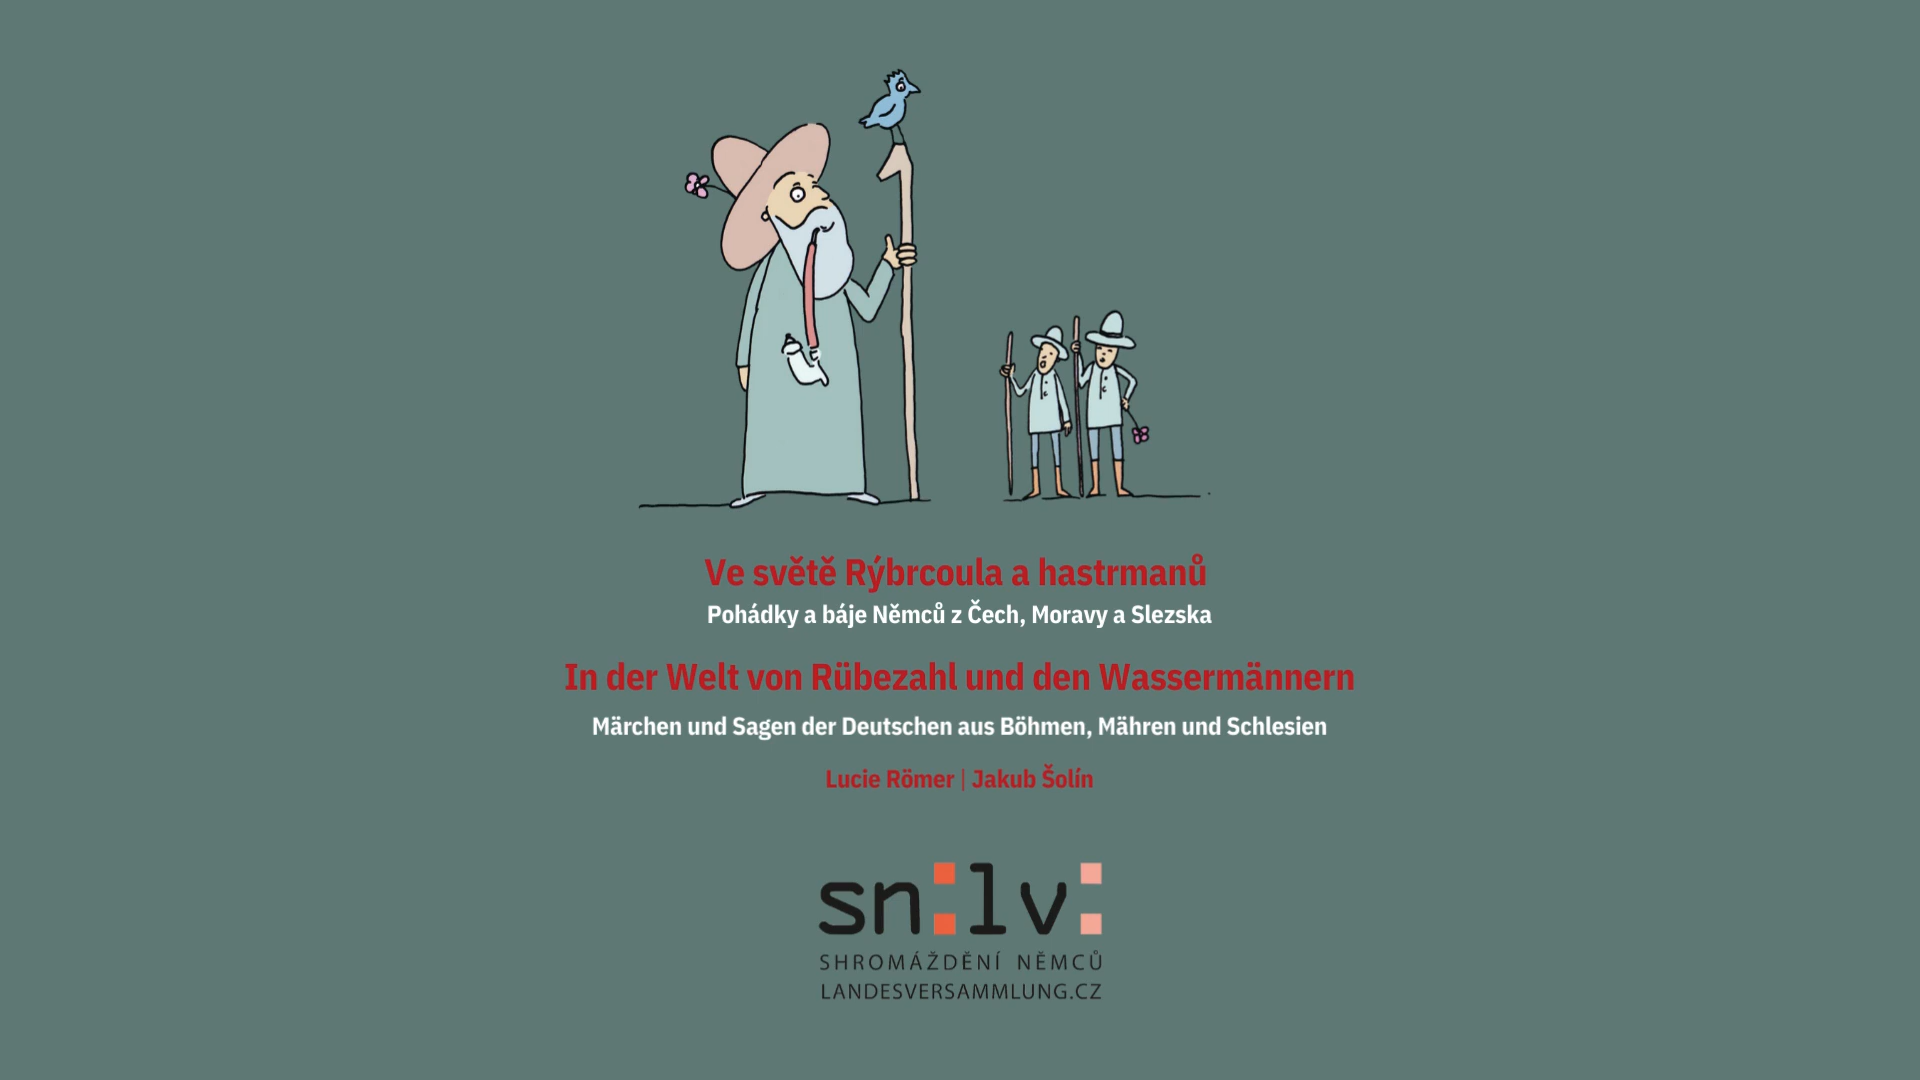 Ve světě Rýbrcoula a hastrmanů
Pohádky a báje Němců z Čech, Moravy a Slezska
In der Welt von Rübezahl und den Wassermännern
Märchen und Sagen der Deutschen aus Böhmen, Mähren und Schlesien
Lucie Römer | Jakub Šolín
sn:lv:
SHROMÁŽDĚNÍ NĚMCŮ
LANDESVERSAMMLUNG.CZ